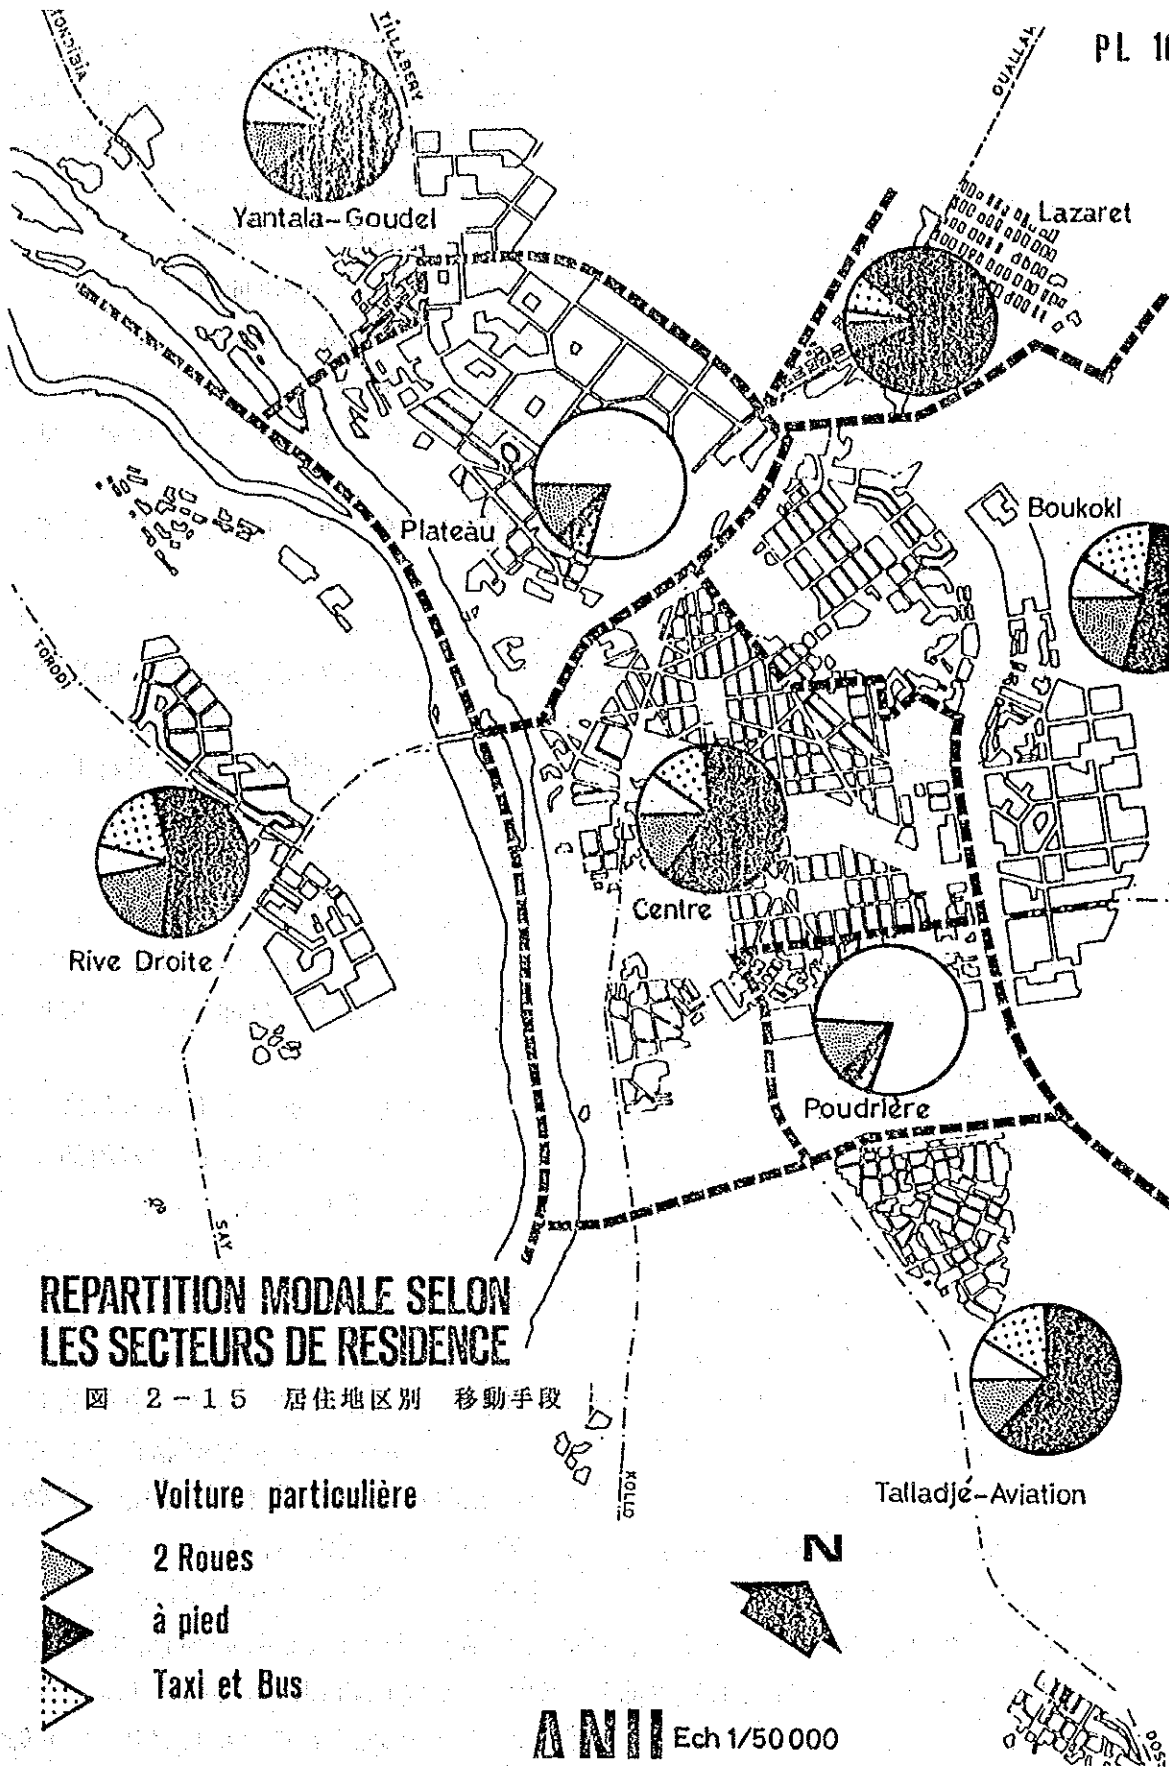 TONDIBIA
TILLABERY
OUALLAM
PL 10
Yantala-Goudel
Lazaret
Plateau
Boukoki
TORODI
Centre
Rive Droite
Poudrière
SAY
REPARTITION MODALE SELON
LES SECTEURS DE RESIDENCE
図 2-15 居住地区別 移動手段
KOLLO
Talladje-Aviation
Voiture particulière
2 Roues
à pied
Taxi et Bus
N
Ech 1/50000